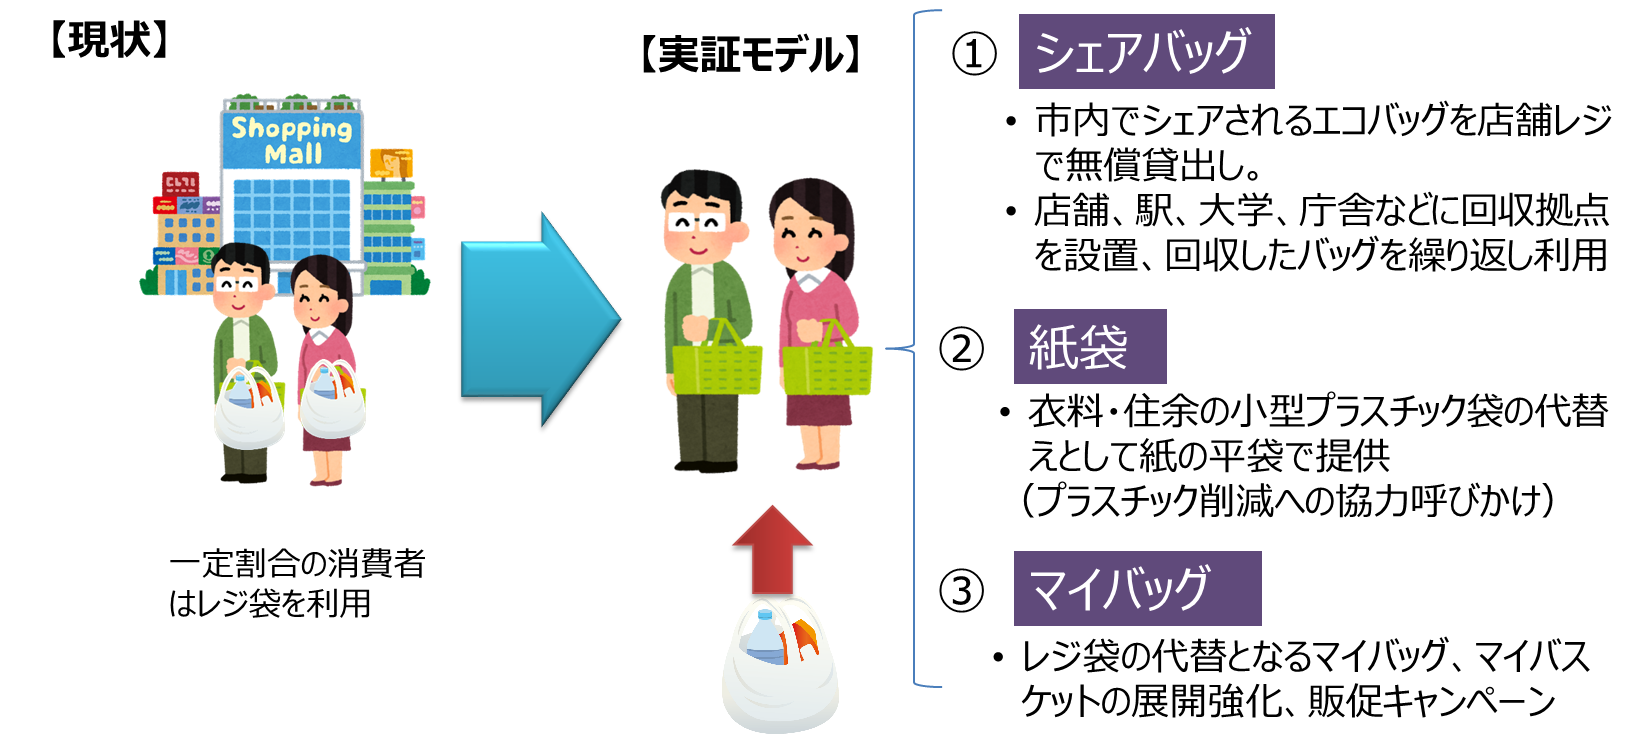 【現状】
Shopping
Mall
一定割合の消費者
はレジ袋を利用
【実証モデル】
① シェアバッグ
• 市内でシェアされるエコバッグを店舗レジ
で無償貸出し。
• 店舗、駅、大学、庁舎などに回収拠点
を設置、回収したバッグを繰り返し利用
② 紙袋
• 衣料・住余の小型プラスチック袋の代替
えとして紙の平袋で提供
（プラスチック削減への協力呼びかけ）
③ マイバッグ
• レジ袋の代替となるマイバッグ、マイバス
ケットの展開強化、販促キャンペーン